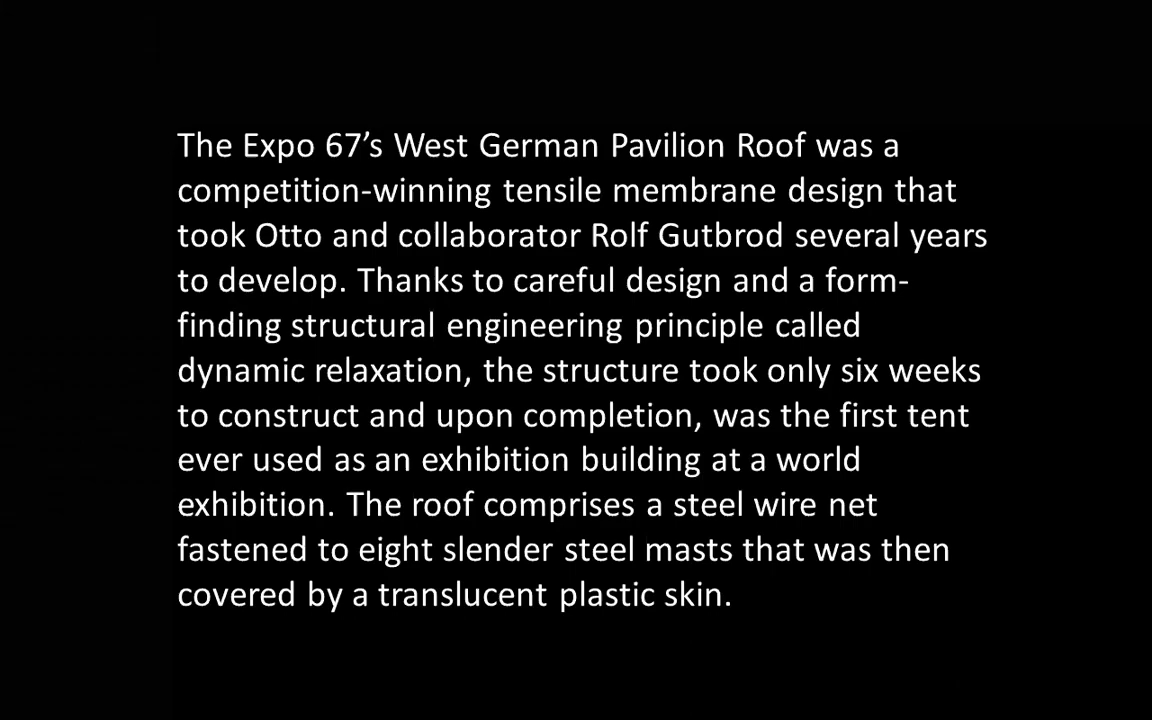 The Expo 67’s West German Pavilion Roof was a
competition-winning tensile membrane design that
took Otto and collaborator Rolf Gutbrod several years
to develop. Thanks to careful design and a form-
finding structural engineering principle called
dynamic relaxation, the structure took only six weeks
to construct and upon completion, was the first tent
ever used as an exhibition building at a world
exhibition. The roof comprises a steel wire net
fastened to eight slender steel masts that was then
covered by a translucent plastic skin.